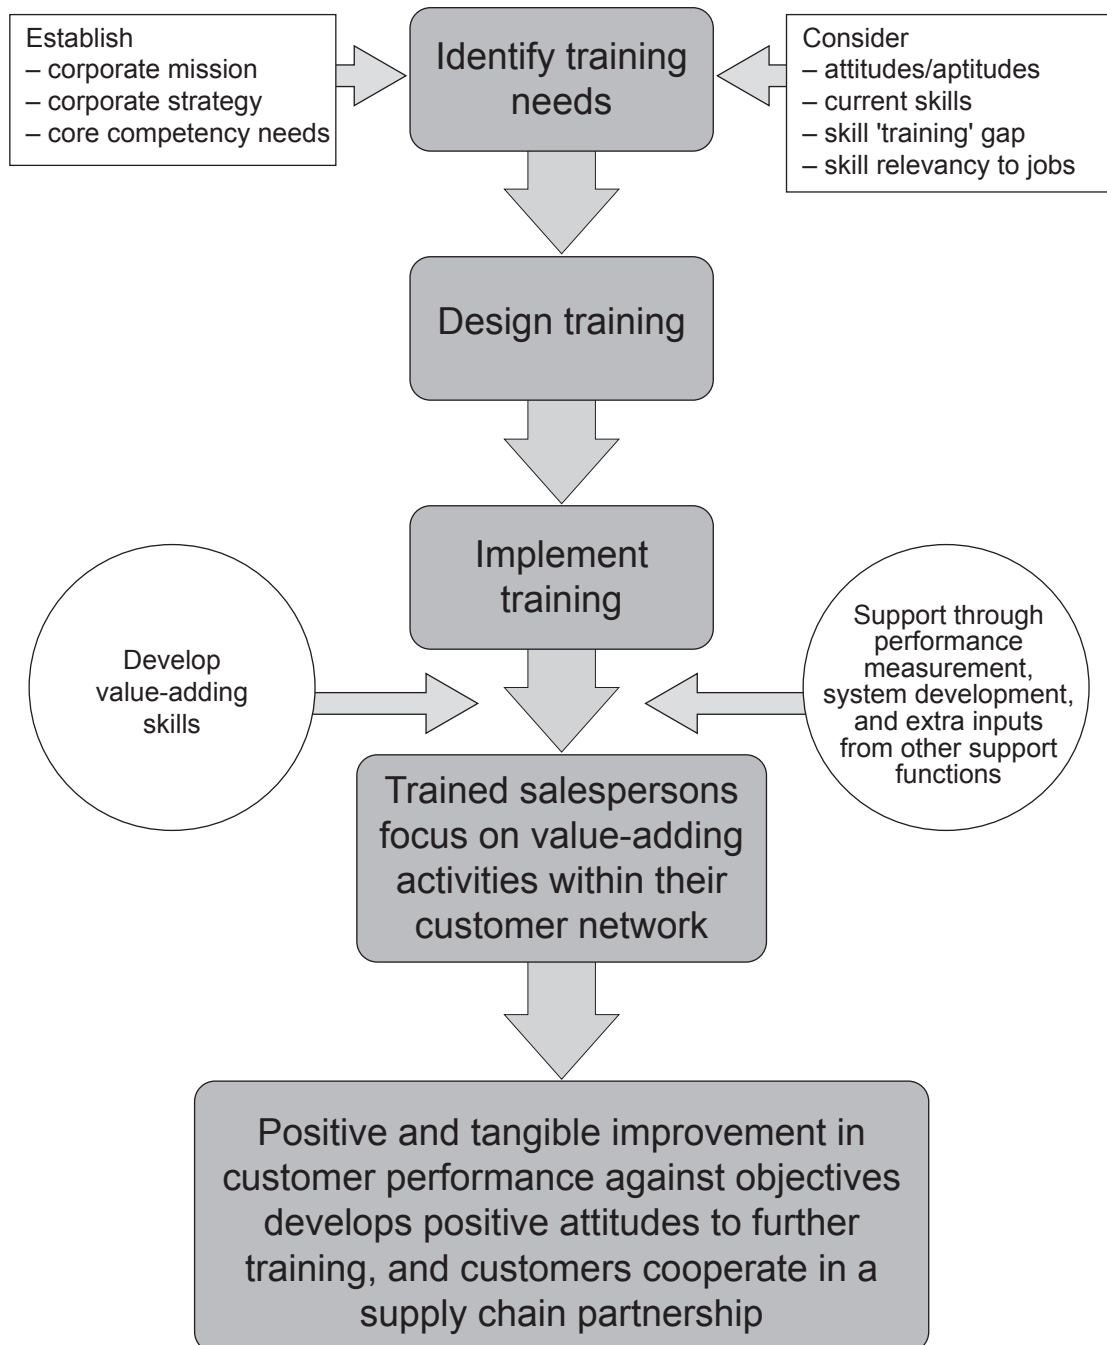 Establish
– corporate mission
– corporate strategy
– core competency needs
Identify training
needs
Consider
– attitudes/aptitudes
– current skills
– skill 'training' gap
– skill relevancy to jobs
Design training
Implement
training
Develop
value-adding
skills
Support through
performance
measurement,
system development,
and extra inputs
from other support
functions
Trained salespersons
focus on value-adding
activities within their
customer network
Positive and tangible improvement in
customer performance against objectives
develops positive attitudes to further
training, and customers cooperate in a
supply chain partnership